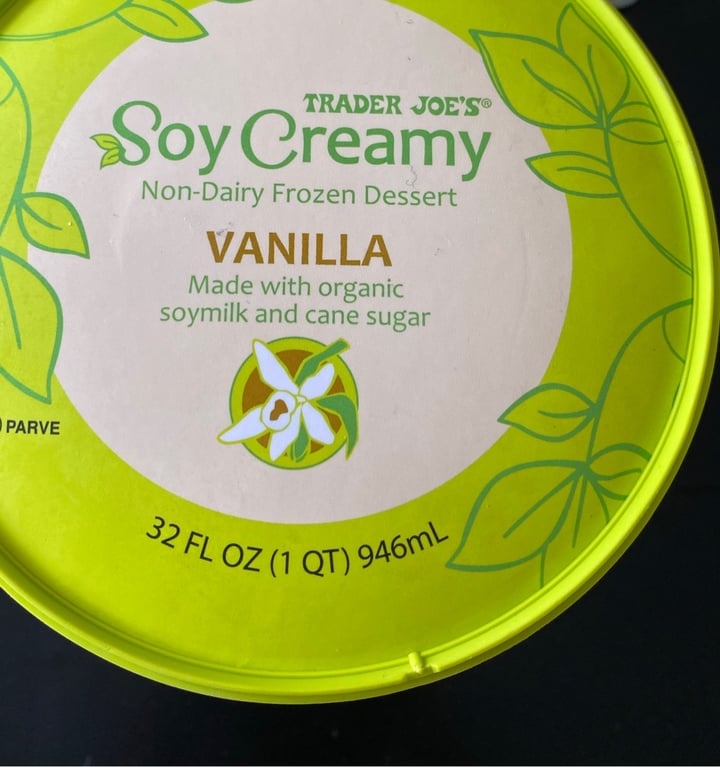 TRADER JOE'S®
Soy Creamy
Non-Dairy Frozen Dessert
VANILLA
Made with organic
soymilk and cane sugar
PARVE
32 FL OZ (1 QT) 946mL